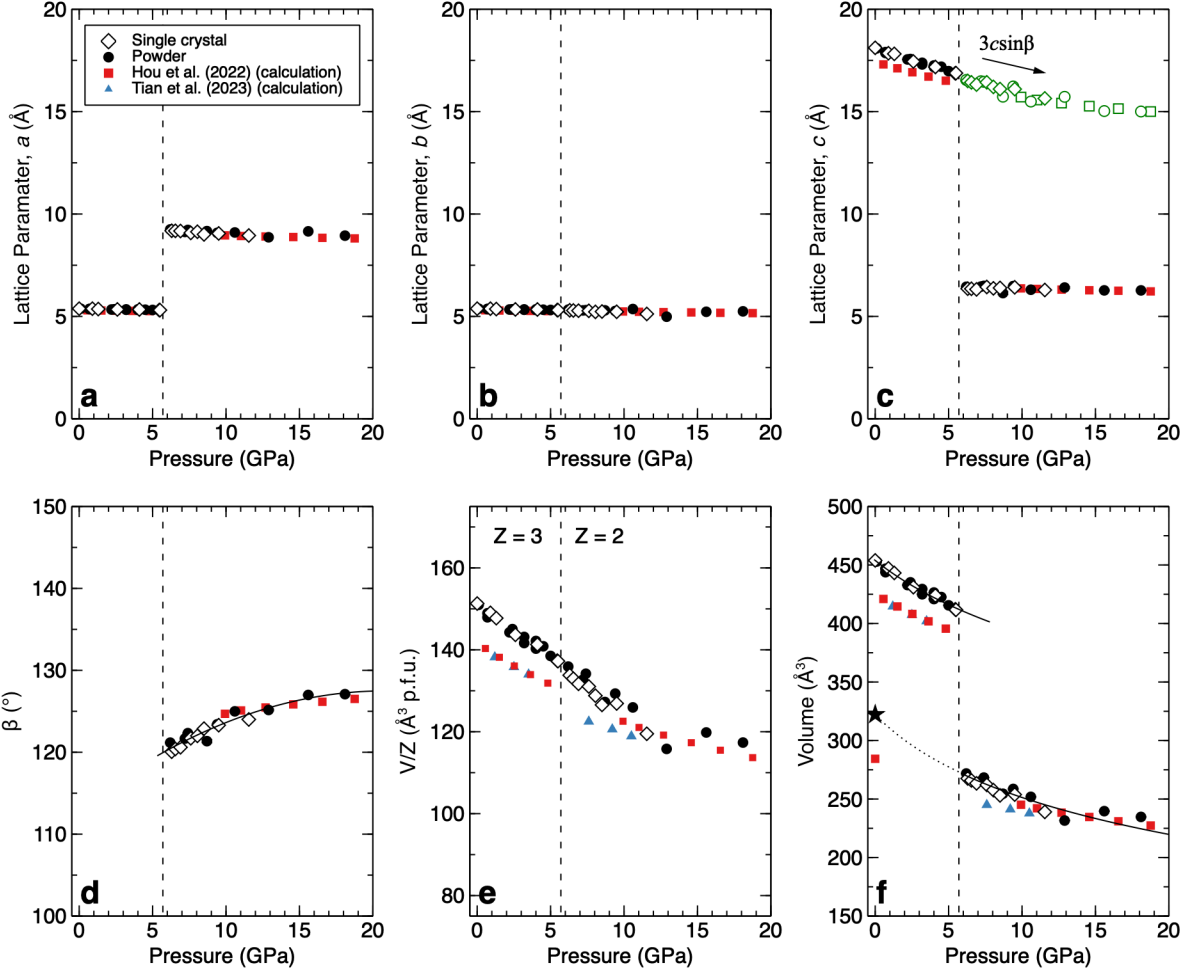 Single crystal
Powder
Hou et al. (2022) (calculation)
Tian et al. (2023) (calculation)
20
15
10
5
0
Lattice Paramater, a (Å)
a
0 5 10 15 20
Pressure (GPa)
20
15
10
5
0
Lattice Parameter, b (Å)
b
0 5 10 15 20
Pressure (GPa)
20
15
10
5
0
Lattice Parameter, c (Å)
3csinβ
c
0 5 10 15 20
Pressure (GPa)
150
140
130
120
110
100
β (°)
d
0 5 10 15 20
Pressure (GPa)
160
140
120
100
80
V/Z (Å³ p.f.u.)
Z = 3 Z = 2
e
0 5 10 15 20
Pressure (GPa)
500
450
400
350
300
250
200
150
Volume (Å³)
f
0 5 10 15 20
Pressure (GPa)